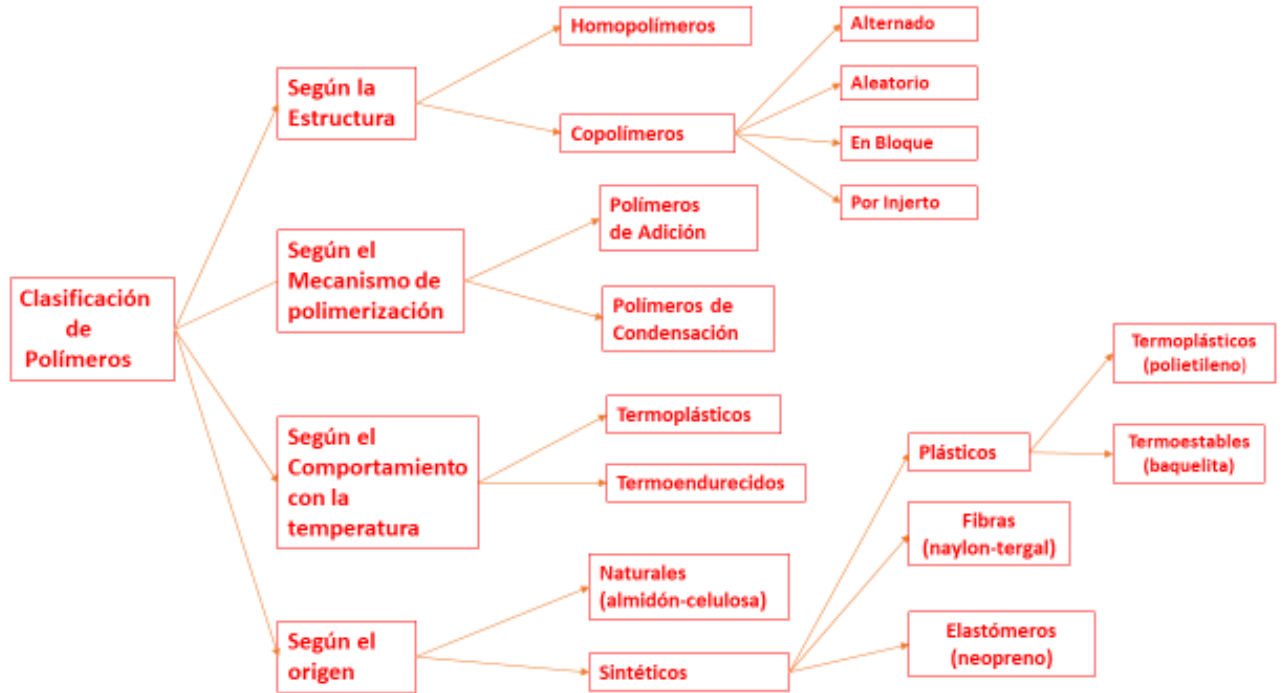 Clasificación
de
Polímeros
Según la
Estructura
Homopolímeros
Copolímeros
Alternado
Aleatorio
En Bloque
Por Injerto
Según el
Mecanismo de
polimerización
Polímeros
de Adición
Polímeros de
Condensación
Según el
Comportamiento
con la
temperatura
Termoplásticos
Termoendurecidos
Según el
origen
Naturales
(almidón-celulosa)
Sintéticos
Plásticos
Termoplásticos
(polietileno)
Termoestables
(baquelita)
Fibras
(naylon-tergal)
Elastómeros
(neopreno)